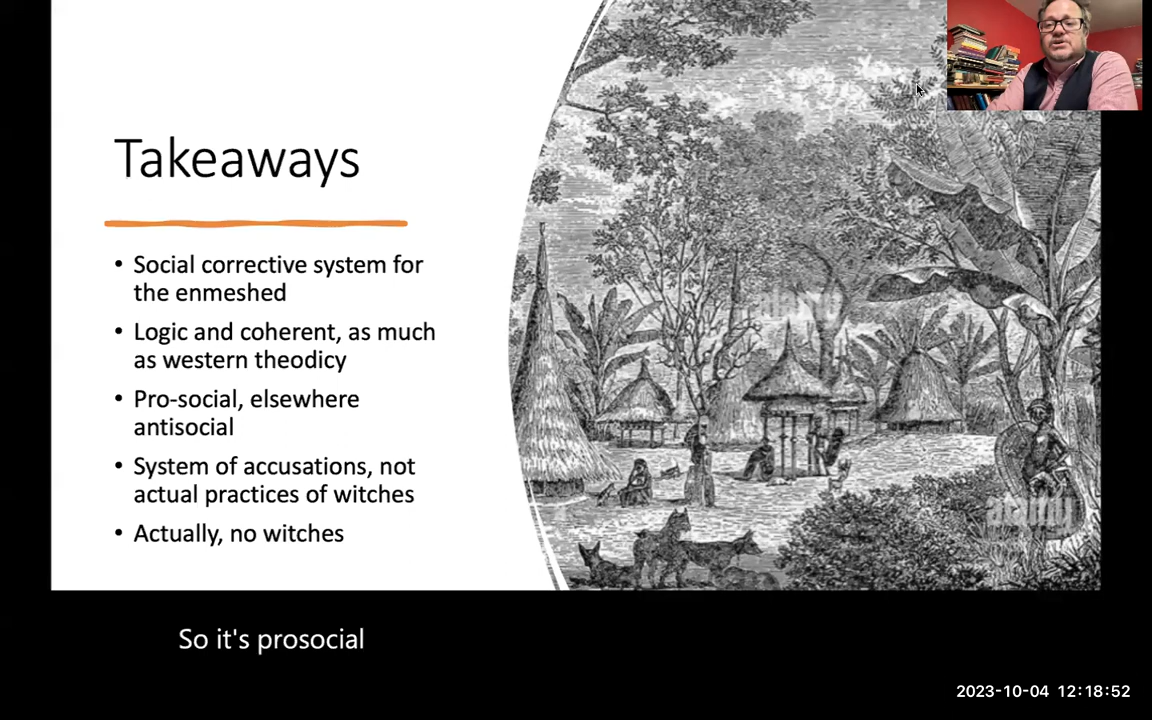 Takeaways
• Social corrective system for
the enmeshed
• Logic and coherent, as much
as western theodicy
• Pro-social, elsewhere
antisocial
• System of accusations, not
actual practices of witches
• Actually, no witches
alamy
alamy
So it's prosocial
2023-10-04 12:18:52